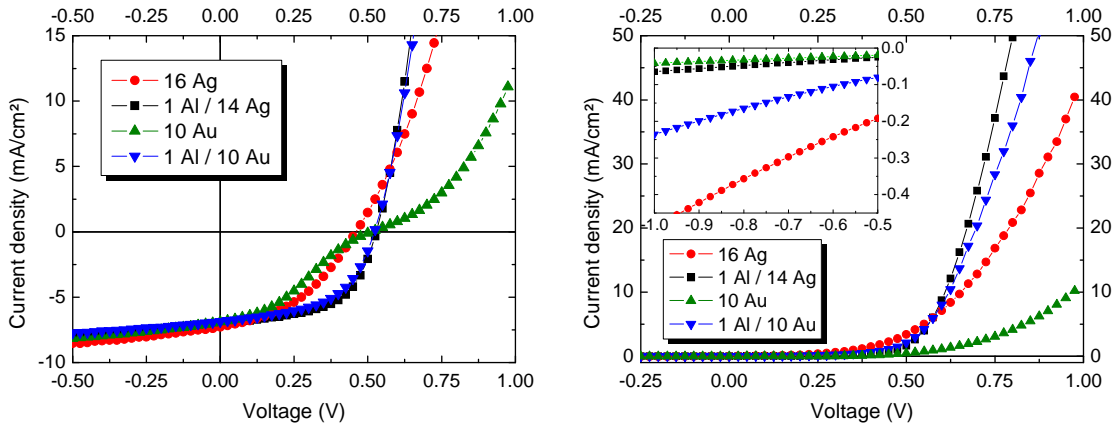 -0.50 -0.25 0.00 0.25 0.50 0.75 1.00
15
10
5
0
-5
-10
Current density (mA/cm²)
16 Ag
1 Al / 14 Ag
10 Au
1 Al / 10 Au
-0.50 -0.25 0.00 0.25 0.50 0.75 1.00
Voltage (V)
-0.25 0.00 0.25 0.50 0.75 1.00
50
40
30
20
10
0
Current density (mA/cm²)
0.0
-0.1
-0.2
-0.3
-0.4
-1.0 -0.9 -0.8 -0.7 -0.6 -0.5
16 Ag
1 Al / 14 Ag
10 Au
1 Al / 10 Au
50
40
30
20
10
0
-0.25 0.00 0.25 0.50 0.75 1.00
Voltage (V)